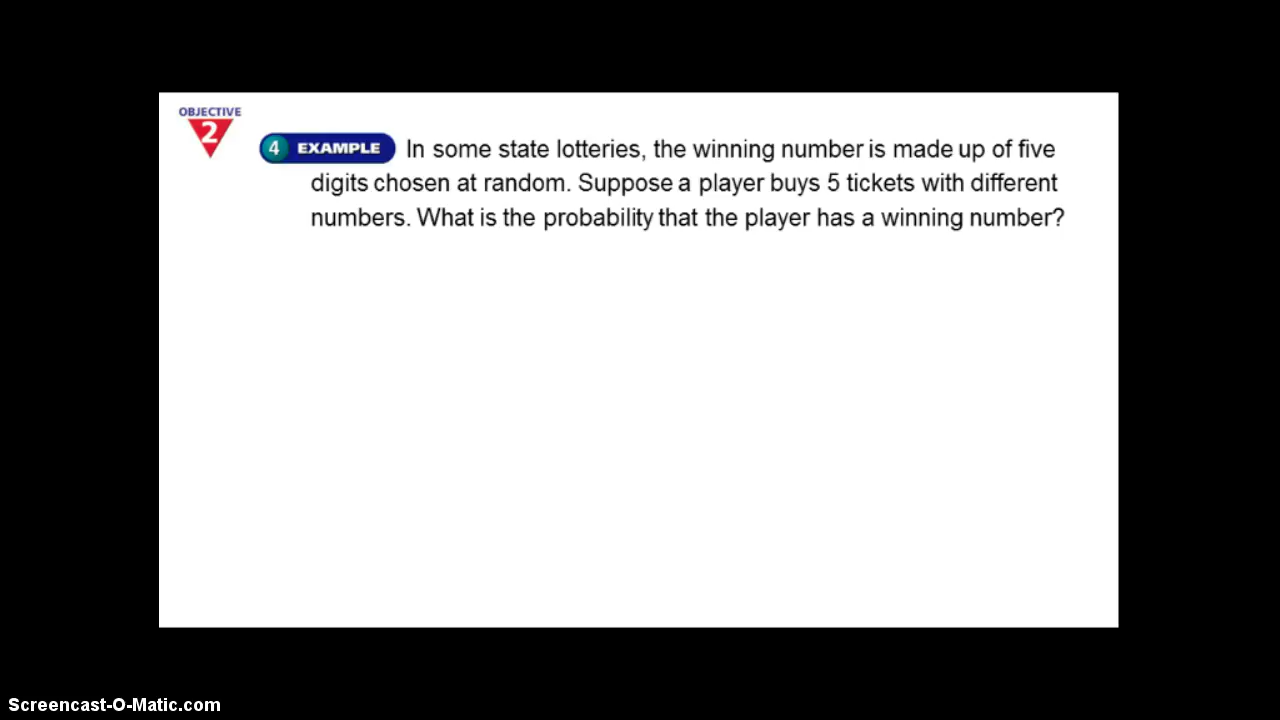 OBJECTIVE
2
4 EXAMPLE In some state lotteries, the winning number is made up of five
digits chosen at random. Suppose a player buys 5 tickets with different
numbers. What is the probability that the player has a winning number?
Screencast-O-Matic.com